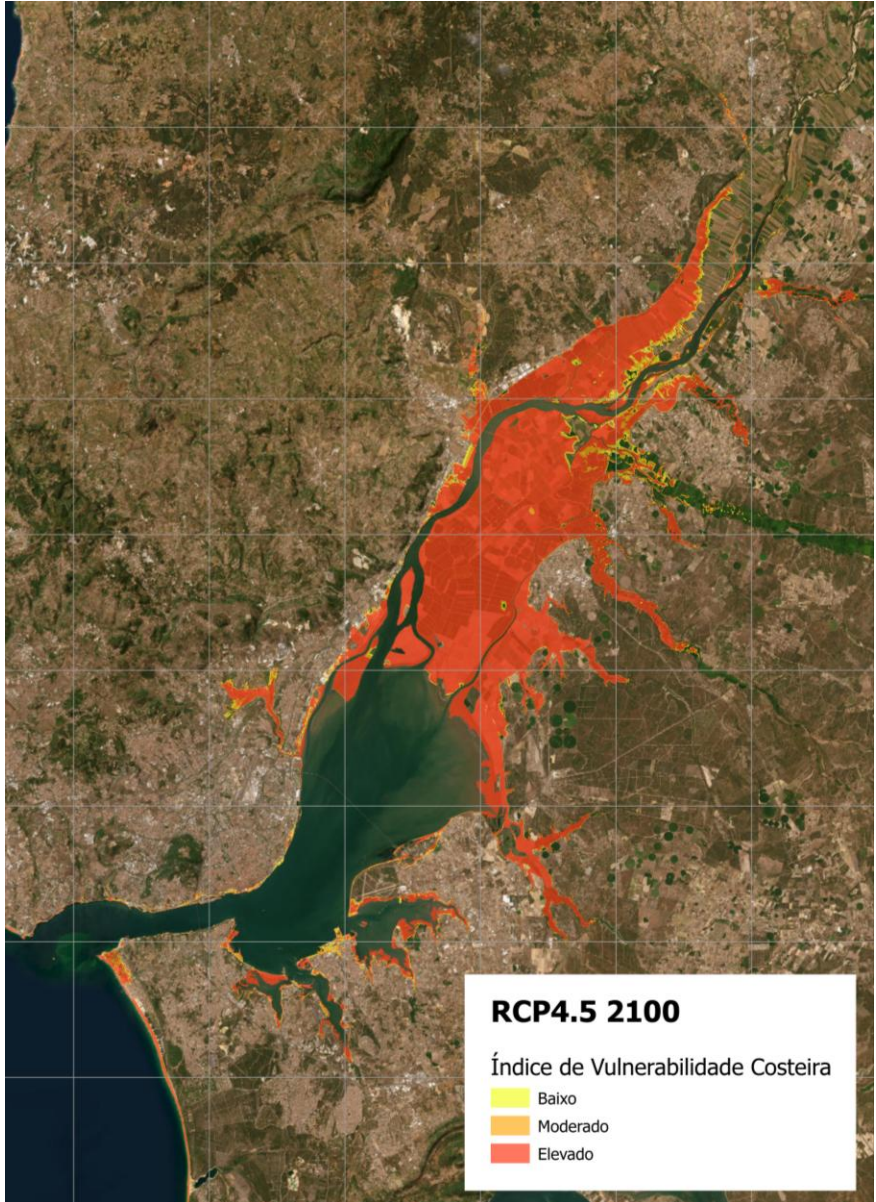 RCP4.5 2100
Índice de Vulnerabilidade Costeira
Baixo
Moderado
Elevado